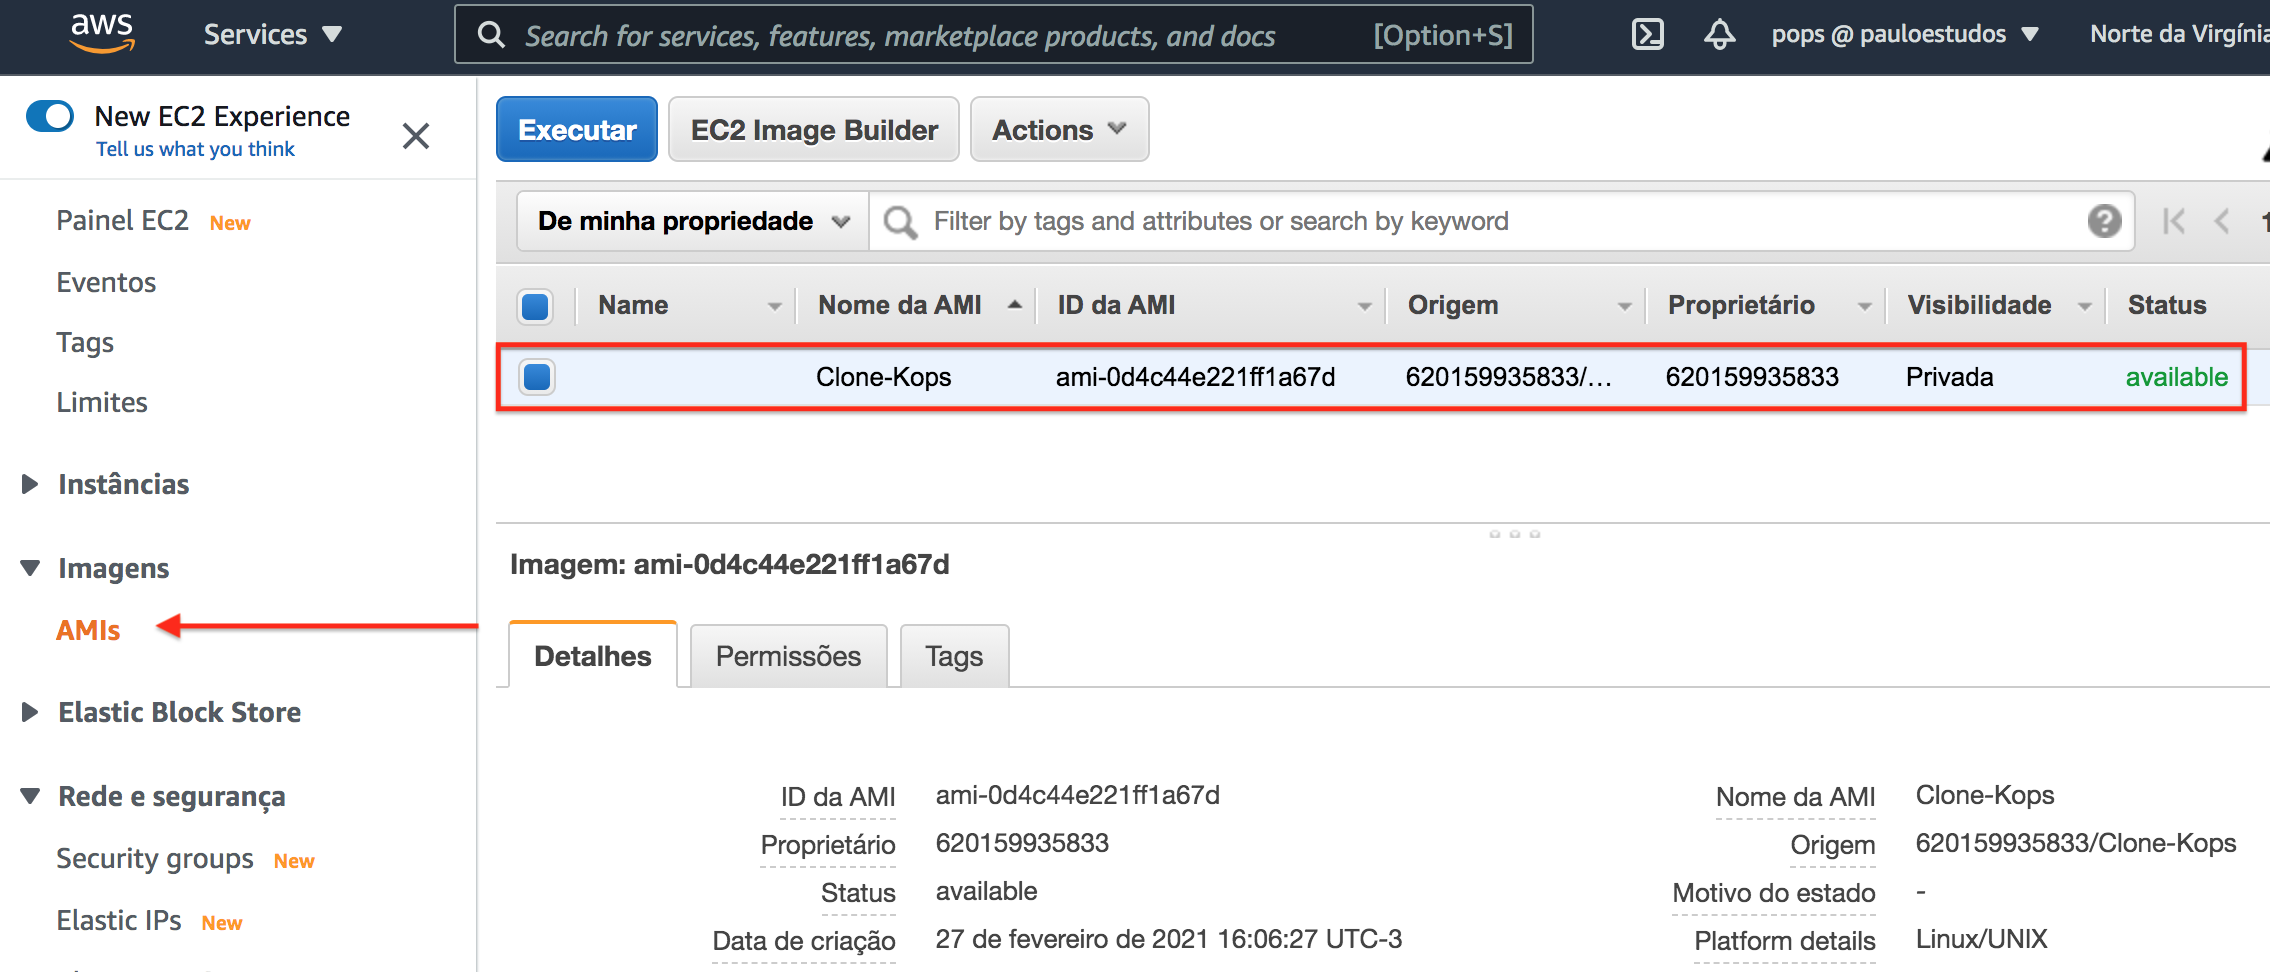 aws
Services
Search for services, features, marketplace products, and docs
[Option+S]
pops @ pauloestudos
Norte da Virgínia
New EC2 Experience
Tell us what you think
Painel EC2 New
Eventos
Tags
Limites
Instâncias
Imagens
AMIs
Elastic Block Store
Rede e segurança
Security groups New
Elastic IPs New
Executar
EC2 Image Builder
Actions
De minha propriedade
Filter by tags and attributes or search by keyword
Name
Nome da AMI
ID da AMI
Origem
Proprietário
Visibilidade
Status
Clone-Kops
ami-0d4c44e221ff1a67d
620159935833/...
620159935833
Privada
available
Imagem: ami-0d4c44e221ff1a67d
Detalhes
Permissões
Tags
ID da AMI
ami-0d4c44e221ff1a67d
Nome da AMI
Clone-Kops
Proprietário
620159935833
Origem
620159935833/Clone-Kops
Status
available
Motivo do estado
-
Data de criação
27 de fevereiro de 2021 16:06:27 UTC-3
Platform details
Linux/UNIX